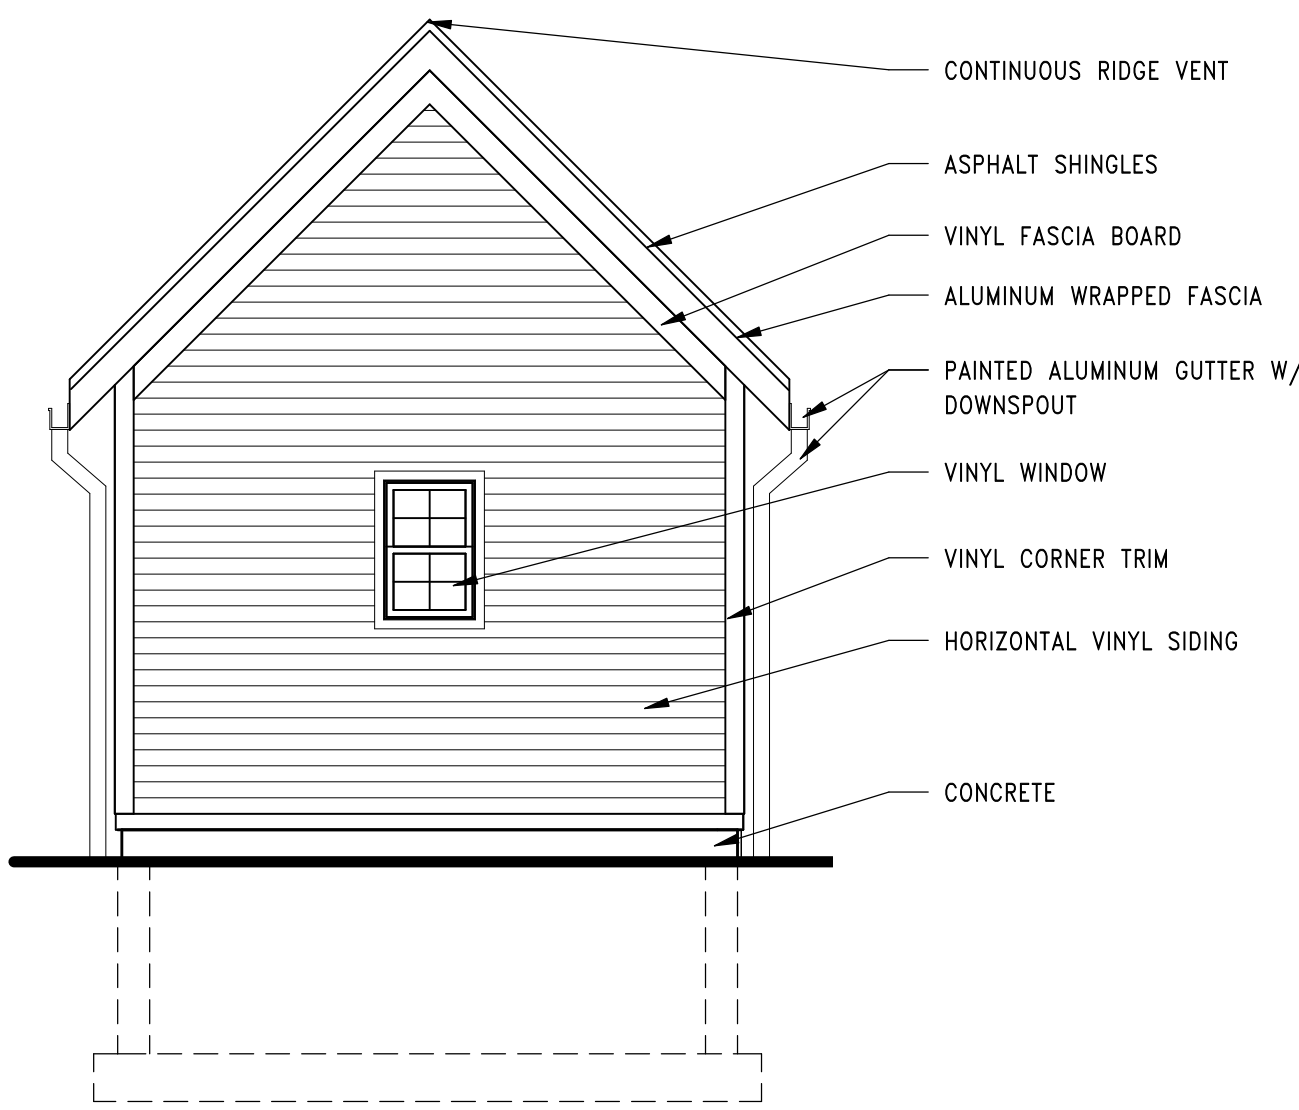 CONTINUOUS RIDGE VENT
ASPHALT SHINGLES
VINYL FASCIA BOARD
ALUMINUM WRAPPED FASCIA
PAINTED ALUMINUM GUTTER W/
DOWNSPOUT
VINYL WINDOW
VINYL CORNER TRIM
HORIZONTAL VINYL SIDING
CONCRETE